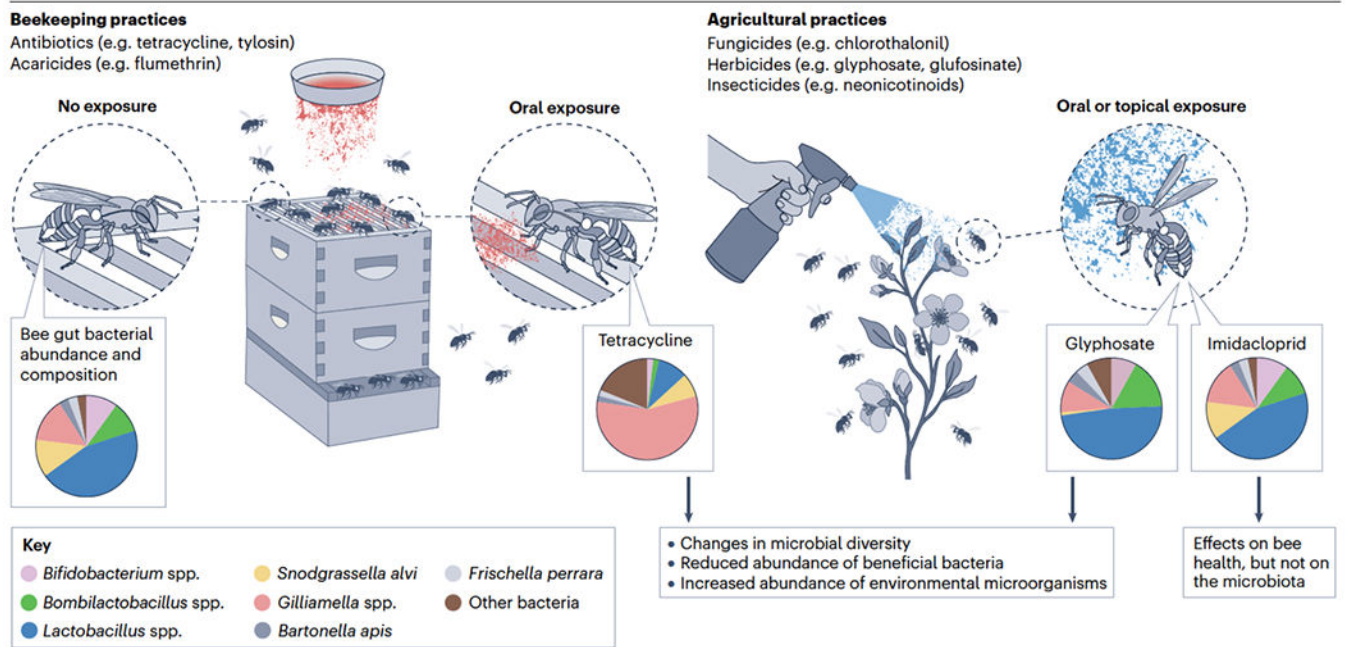 Beekeeping practices
Antibiotics (e.g. tetracycline, tylosin)
Acaricides (e.g. flumethrin)
No exposure
Oral exposure
Bee gut bacterial
abundance and
composition
Tetracycline
Agricultural practices
Fungicides (e.g. chlorothalonil)
Herbicides (e.g. glyphosate, glufosinate)
Insecticides (e.g. neonicotinoids)
Oral or topical exposure
Glyphosate
Imidacloprid
Key
Bifidobacterium spp.
Bombilactobacillus spp.
Lactobacillus spp.
Snodgrassella alvi
Gilliamella spp.
Bartonella apis
Frischella perrara
Other bacteria
• Changes in microbial diversity
• Reduced abundance of beneficial bacteria
• Increased abundance of environmental microorganisms
Effects on bee
health, but not on
the microbiota